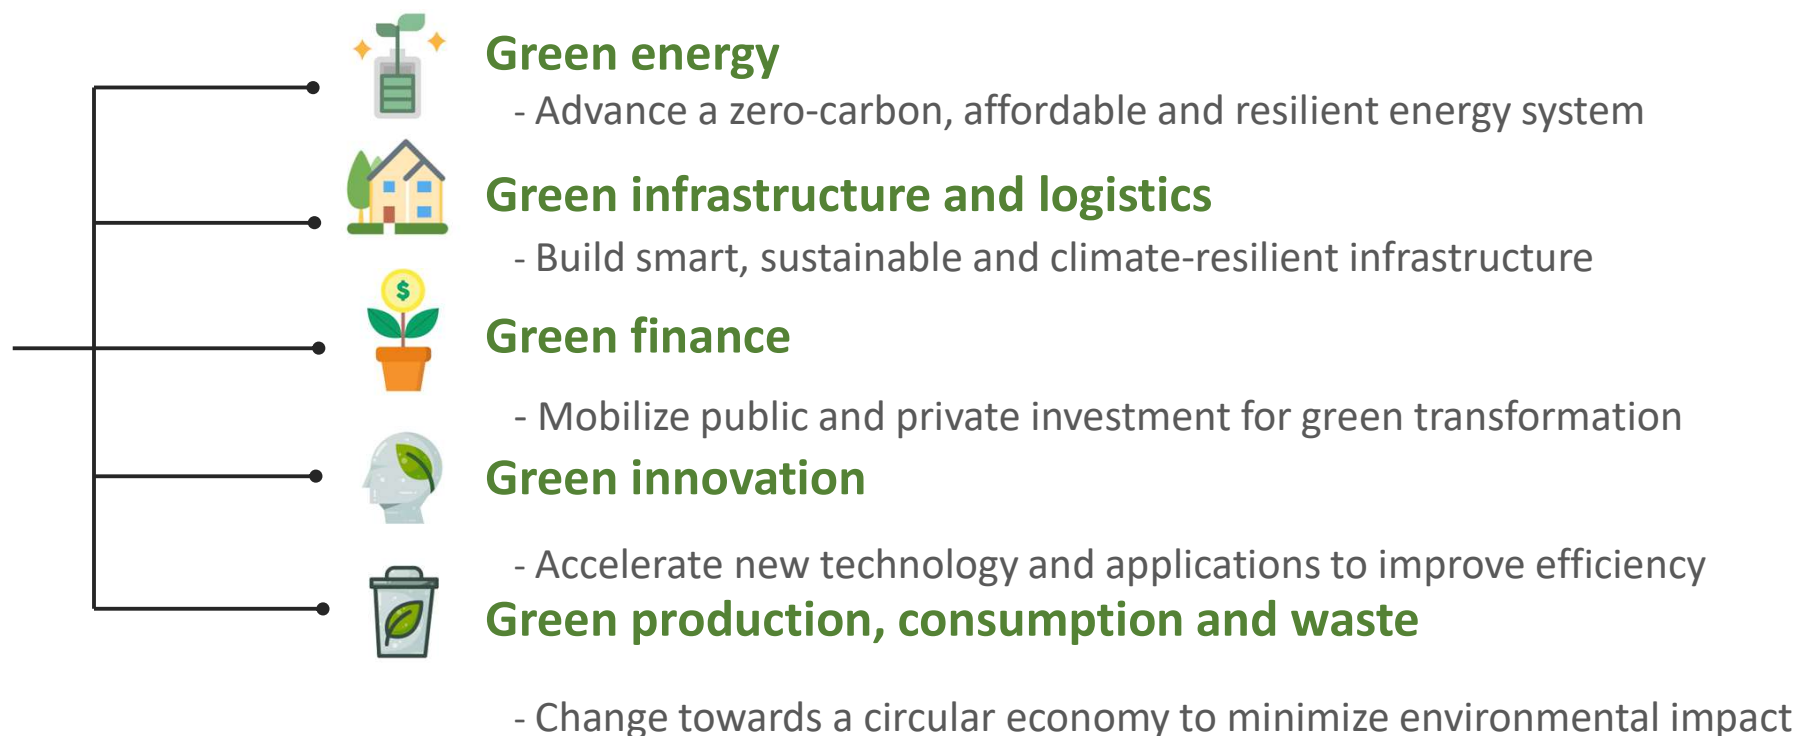 Green energy
- Advance a zero-carbon, affordable and resilient energy system
Green infrastructure and logistics
- Build smart, sustainable and climate-resilient infrastructure
$
Green finance
- Mobilize public and private investment for green transformation
Green innovation
- Accelerate new technology and applications to improve efficiency
Green production, consumption and waste
- Change towards a circular economy to minimize environmental impact